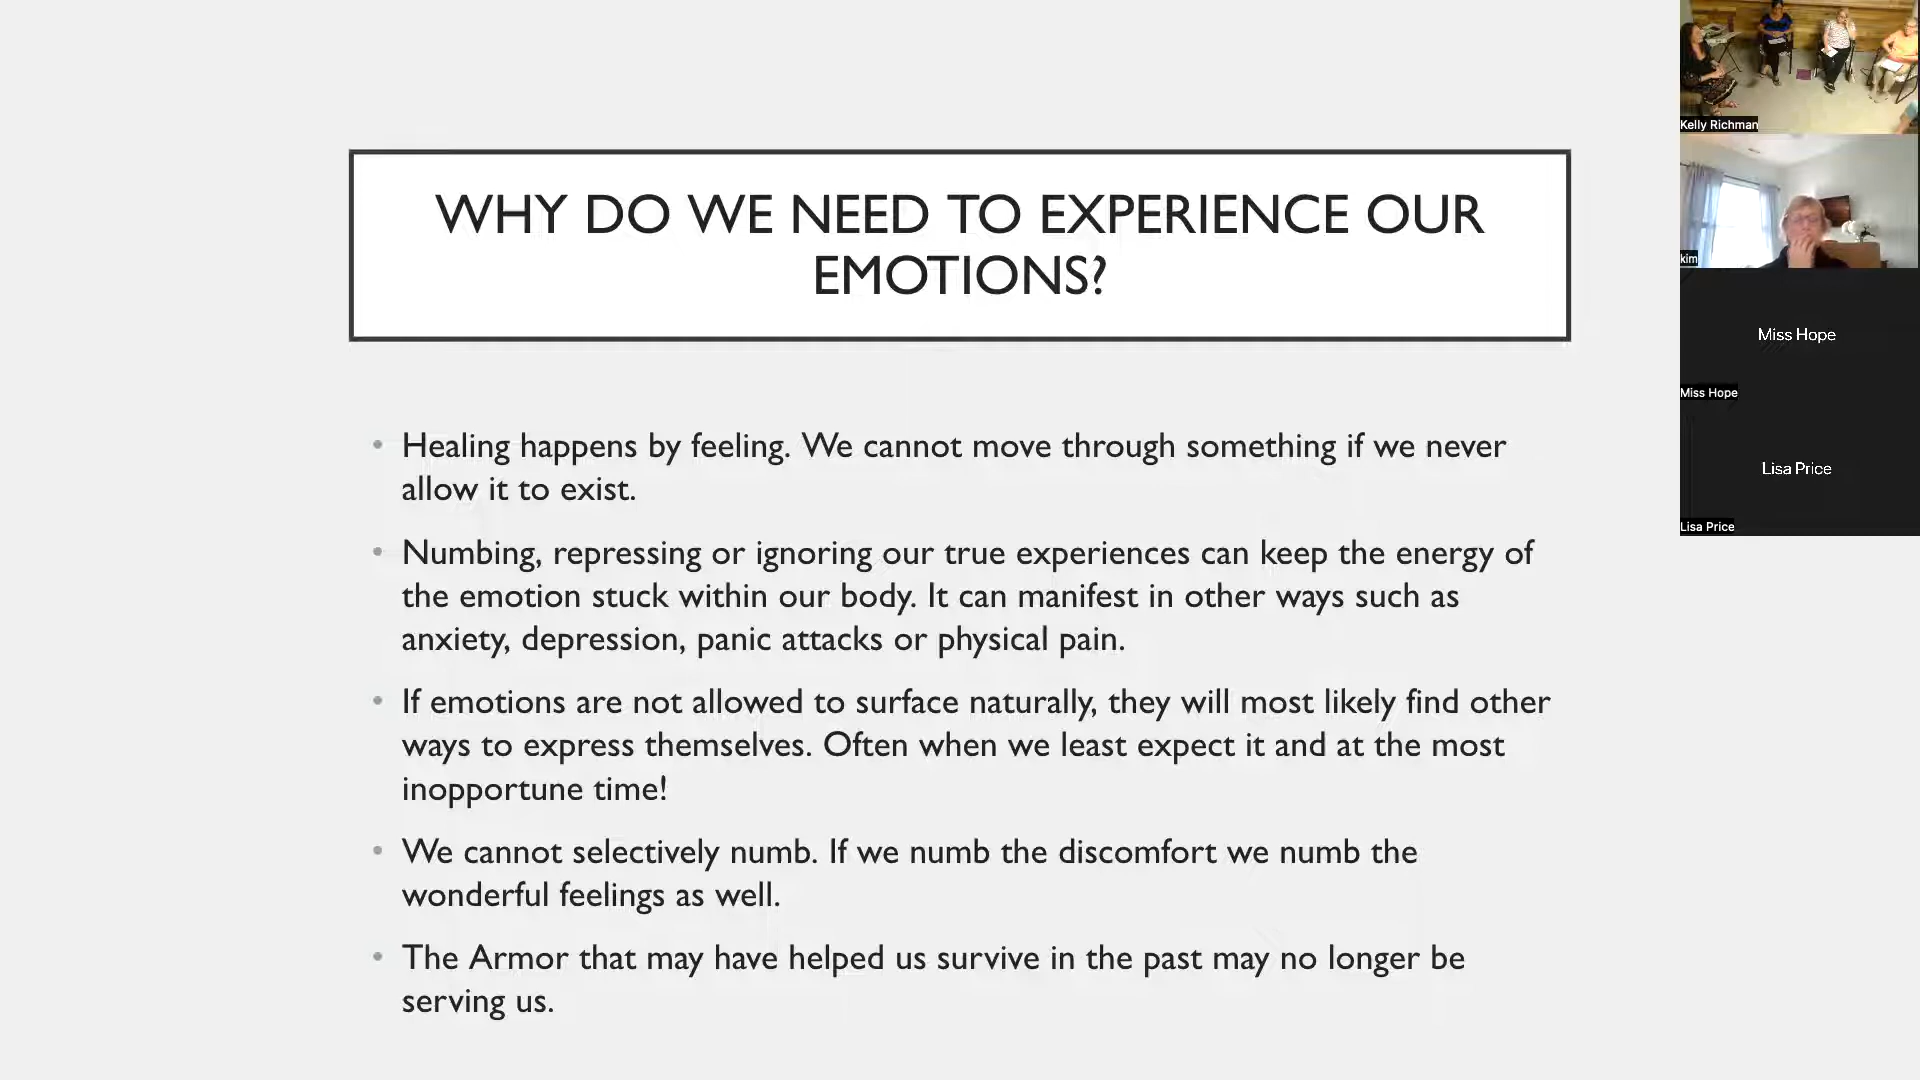 WHY DO WE NEED TO EXPERIENCE OUR
EMOTIONS?
• Healing happens by feeling. We cannot move through something if we never
allow it to exist.
• Numbing, repressing or ignoring our true experiences can keep the energy of
the emotion stuck within our body. It can manifest in other ways such as
anxiety, depression, panic attacks or physical pain.
• If emotions are not allowed to surface naturally, they will most likely find other
ways to express themselves. Often when we least expect it and at the most
inopportune time!
• We cannot selectively numb. If we numb the discomfort we numb the
wonderful feelings as well.
• The Armor that may have helped us survive in the past may no longer be
serving us.
Kelly Richman
kim
Miss Hope
Miss Hope
Lisa Price
Lisa Price